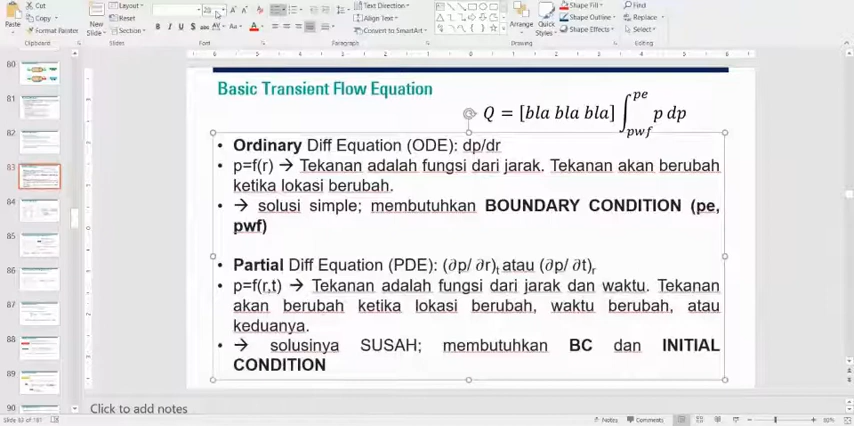 Cut
Copy
Format Painter
Paste
Clipboard
New
Slide
Layout
Reset
Section
28
B I U S
Font
Paragraph
Text Direction
Align Text
Convert to SmartArt
Arrange
Quick
Styles
Shape Fill
Shape Outline
Shape Effects
Drawing
Find
Replace
Select
Editing
80
81
82
83
84
85
86
87
88
89
90
Basic Transient Flow Equation
Q = [bla bla bla] ∫ pe pwf p dp
• Ordinary Diff Equation (ODE): dp/dr
• p=f(r) → Tekanan adalah fungsi dari jarak. Tekanan akan berubah
ketika lokasi berubah.
• → solusi simple; membutuhkan BOUNDARY CONDITION (pe,
pwf)
• Partial Diff Equation (PDE): (∂p/ ∂r)t atau (∂p/ ∂t)r
• p=f(r,t) → Tekanan adalah fungsi dari jarak dan waktu. Tekanan
akan berubah ketika lokasi berubah, waktu berubah, atau
keduanya.
• → solusinya SUSAH; membutuhkan BC dan INITIAL
CONDITION
Click to add notes
Slide 83 of 181
Notes
Comments
80%